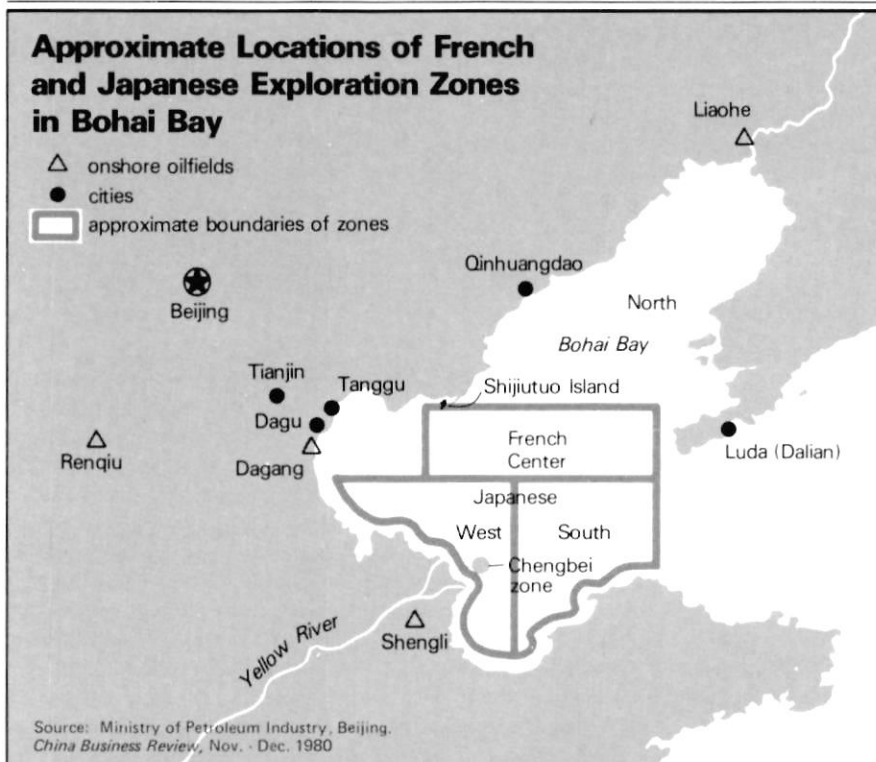 Approximate Locations of French
and Japanese Exploration Zones
in Bohai Bay
onshore oilfields
cities
approximate boundaries of zones
Liaohe
Beijing
Qinhuangdao
North
Bohai Bay
Tianjin
Tanggu
Shijiutuo Island
Dagu
Renqiu
Dagang
French
Center
Luda (Dalian)
Japanese
West
South
Chengbei
zone
Shengli
Yellow River
Source: Ministry of Petroleum Industry, Beijing.
China Business Review, Nov. - Dec. 1980